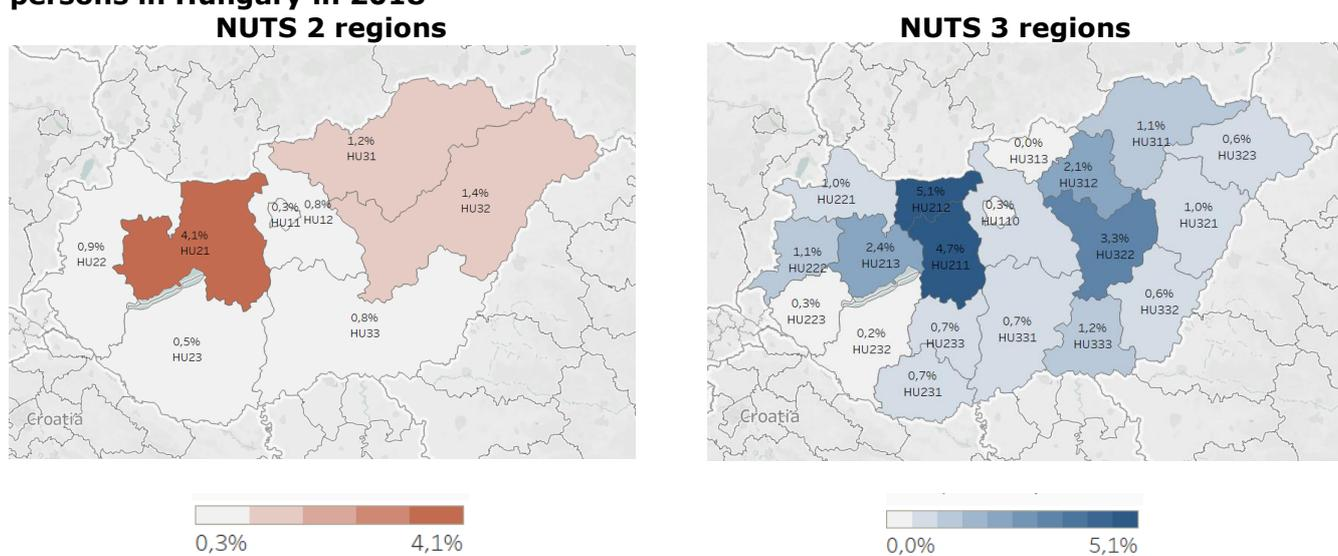 persons in Hungary in 2018
NUTS 2 regions
1,2%
HU31
1,4%
HU32
0,3%
HU11
0,8%
HU12
4,1%
HU21
0,9%
HU22
0,8%
HU33
0,5%
HU23
Croatia
0,3%
4,1%
NUTS 3 regions
1,1%
HU311
0,0%
HU313
0,6%
HU323
2,1%
HU312
1,0%
HU221
5,1%
HU212
0,3%
HU110
1,0%
HU321
3,3%
HU322
1,1%
HU222
2,4%
HU213
4,7%
HU211
0,3%
HU223
0,6%
HU332
0,2%
HU232
0,7%
HU233
0,7%
HU331
1,2%
HU333
0,7%
HU231
Croatia
0,0%
5,1%